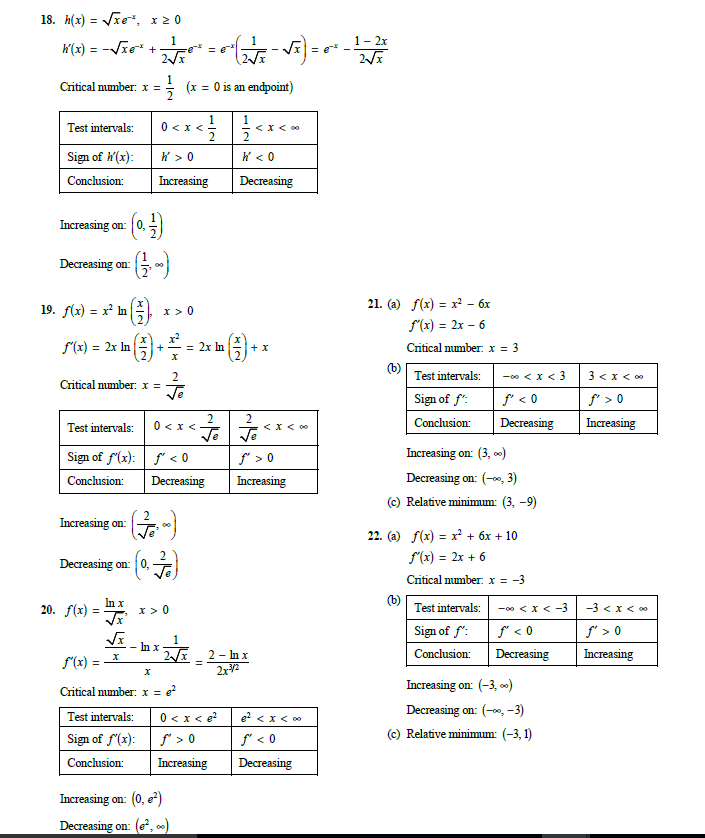 18. h(x) = √x e⁻ˣ, x ≥ 0
h′(x) = −√x e⁻ˣ + 1/(2√x) e⁻ˣ = e⁻ˣ(1/(2√x) − √x) = e⁻ˣ − (1 − 2x)/(2√x)
Critical number: x = 1/2 (x = 0 is an endpoint)
Test intervals: 0 < x < 1/2 1/2 < x < ∞
Sign of h′(x): h′ > 0 h′ < 0
Conclusion: Increasing Decreasing
Increasing on: (0, 1/2)
Decreasing on: (1/2, ∞)
19. f(x) = x² ln(x/2), x > 0
f′(x) = 2x ln(x/2) + x²/x = 2x ln(x/2) + x
Critical number: x = 2/√e
Test intervals: 0 < x < 2/√e 2/√e < x < ∞
Sign of f′(x): f′ < 0 f′ > 0
Conclusion: Decreasing Increasing
Increasing on: (2/√e, ∞)
Decreasing on: (0, 2/√e)
20. f(x) = ln x/√x, x > 0
f′(x) = (√x/x − ln x 1/(2√x))/x = (2 − ln x)/(2x^(3/2))
Critical number: x = e²
Test intervals: 0 < x < e² e² < x < ∞
Sign of f′(x): f′ > 0 f′ < 0
Conclusion: Increasing Decreasing
Increasing on: (0, e²)
Decreasing on: (e², ∞)
21. (a) f(x) = x² − 6x
f′(x) = 2x − 6
Critical number: x = 3
(b) Test intervals: −∞ < x < 3 3 < x < ∞
Sign of f′: f′ < 0 f′ > 0
Conclusion: Decreasing Increasing
Increasing on: (3, ∞)
Decreasing on: (−∞, 3)
(c) Relative minimum: (3, −9)
22. (a) f(x) = x² + 6x + 10
f′(x) = 2x + 6
Critical number: x = −3
(b) Test intervals: −∞ < x < −3 −3 < x < ∞
Sign of f′: f′ < 0 f′ > 0
Conclusion: Decreasing Increasing
Increasing on: (−3, ∞)
Decreasing on: (−∞, −3)
(c) Relative minimum: (−3, 1)